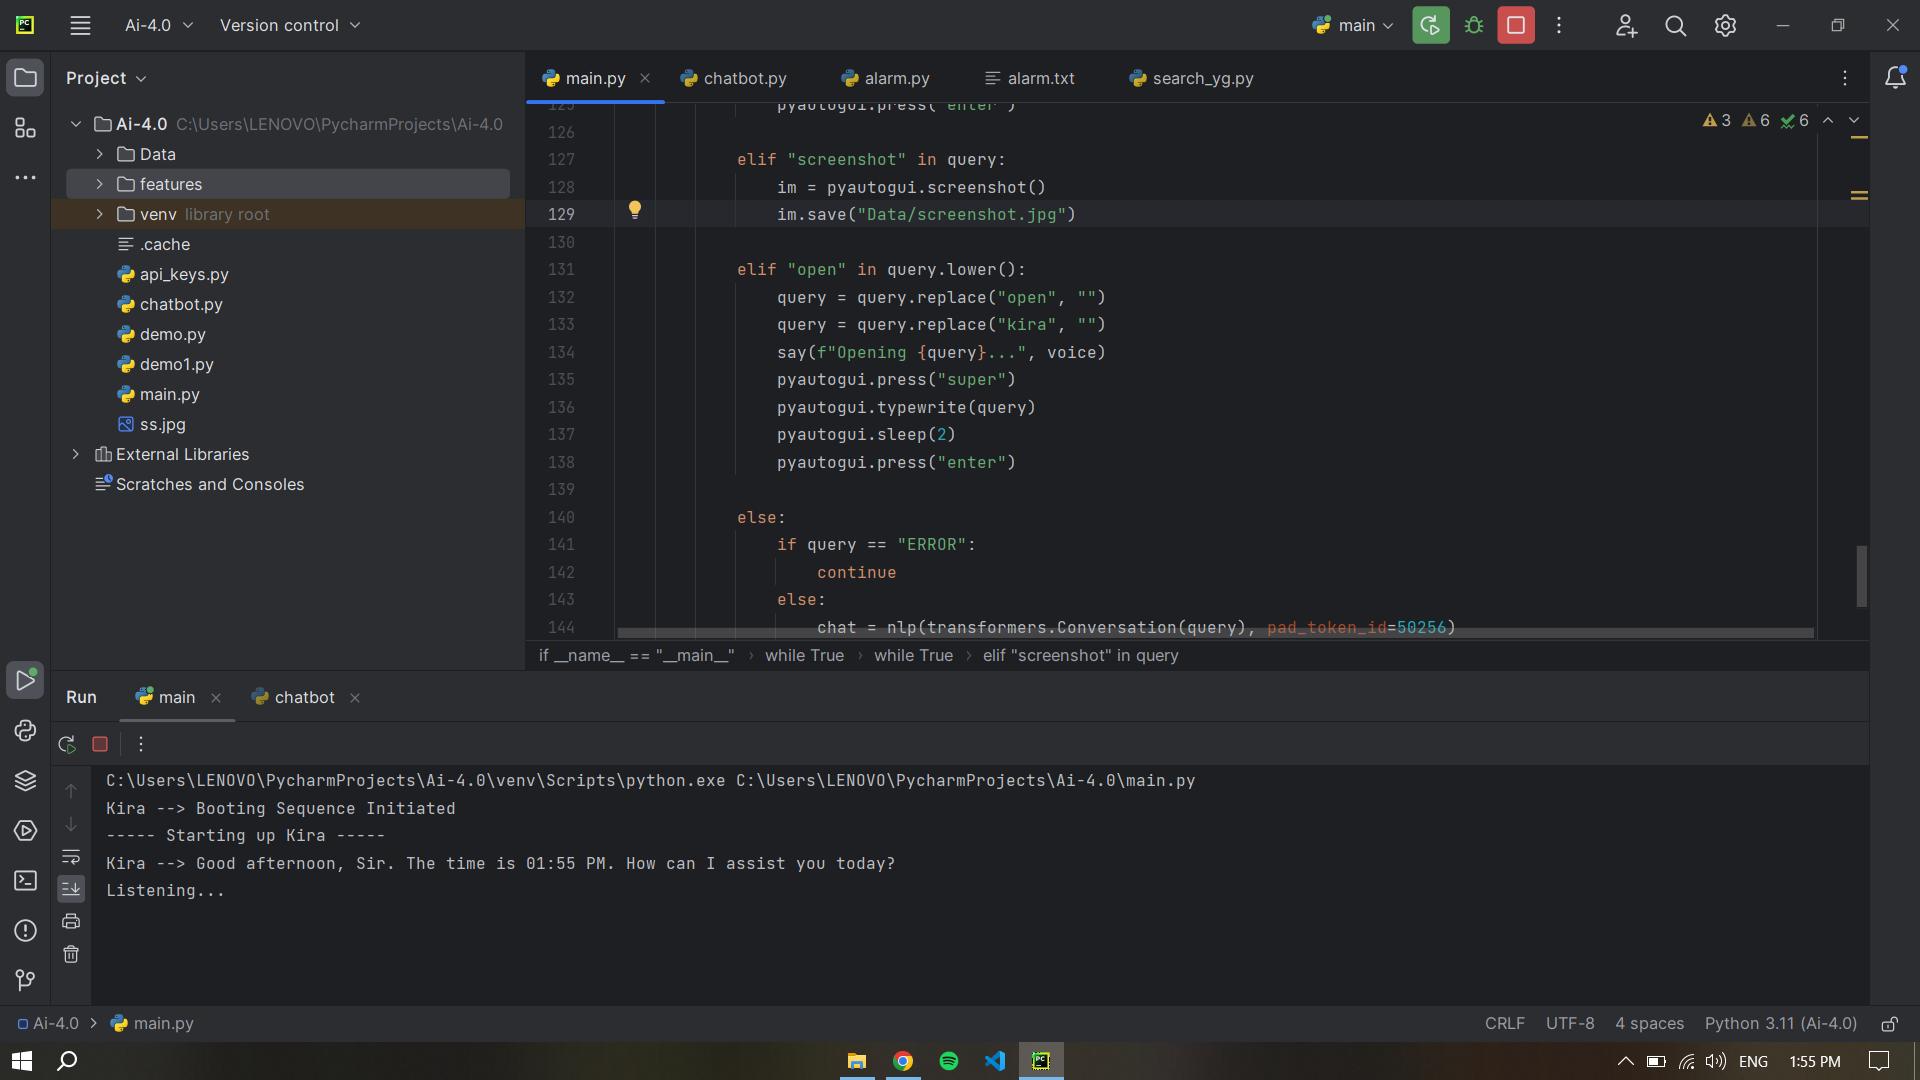 Ai-4.0
Version control
main
Project
main.py
chatbot.py
alarm.py
alarm.txt
search_yg.py
Ai-4.0 C:\Users\LENOVO\PycharmProjects\Ai-4.0
Data
features
venv library root
.cache
api_keys.py
chatbot.py
demo.py
demo1.py
main.py
ss.jpg
External Libraries
Scratches and Consoles
3 6 6
125 pyautogui.press("enter")
126
127 elif "screenshot" in query:
128 im = pyautogui.screenshot()
129 im.save("Data/screenshot.jpg")
130
131 elif "open" in query.lower():
132 query = query.replace("open", "")
133 query = query.replace("kira", "")
134 say(f"Opening {query}...", voice)
135 pyautogui.press("super")
136 pyautogui.typewrite(query)
137 pyautogui.sleep(2)
138 pyautogui.press("enter")
139
140 else:
141 if query == "ERROR":
142 continue
143 else:
144 chat = nlp(transformers.Conversation(query), pad_token_id=50256)
if __name__ == "__main__" › while True › while True › elif "screenshot" in query
Run
main
chatbot
C:\Users\LENOVO\PycharmProjects\Ai-4.0\venv\Scripts\python.exe C:\Users\LENOVO\PycharmProjects\Ai-4.0\main.py
Kira --> Booting Sequence Initiated
----- Starting up Kira -----
Kira --> Good afternoon, Sir. The time is 01:55 PM. How can I assist you today?
Listening...
Ai-4.0 › main.py
CRLF UTF-8 4 spaces Python 3.11 (Ai-4.0)
ENG 1:55 PM